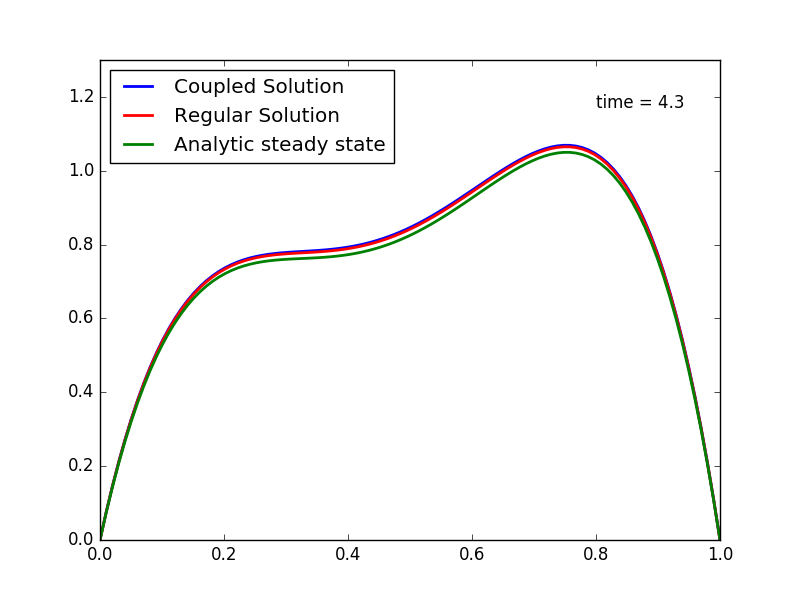 Coupled Solution
Regular Solution
Analytic steady state
time = 4.3
1.2
1.0
0.8
0.6
0.4
0.2
0.0
0.0 0.2 0.4 0.6 0.8 1.0